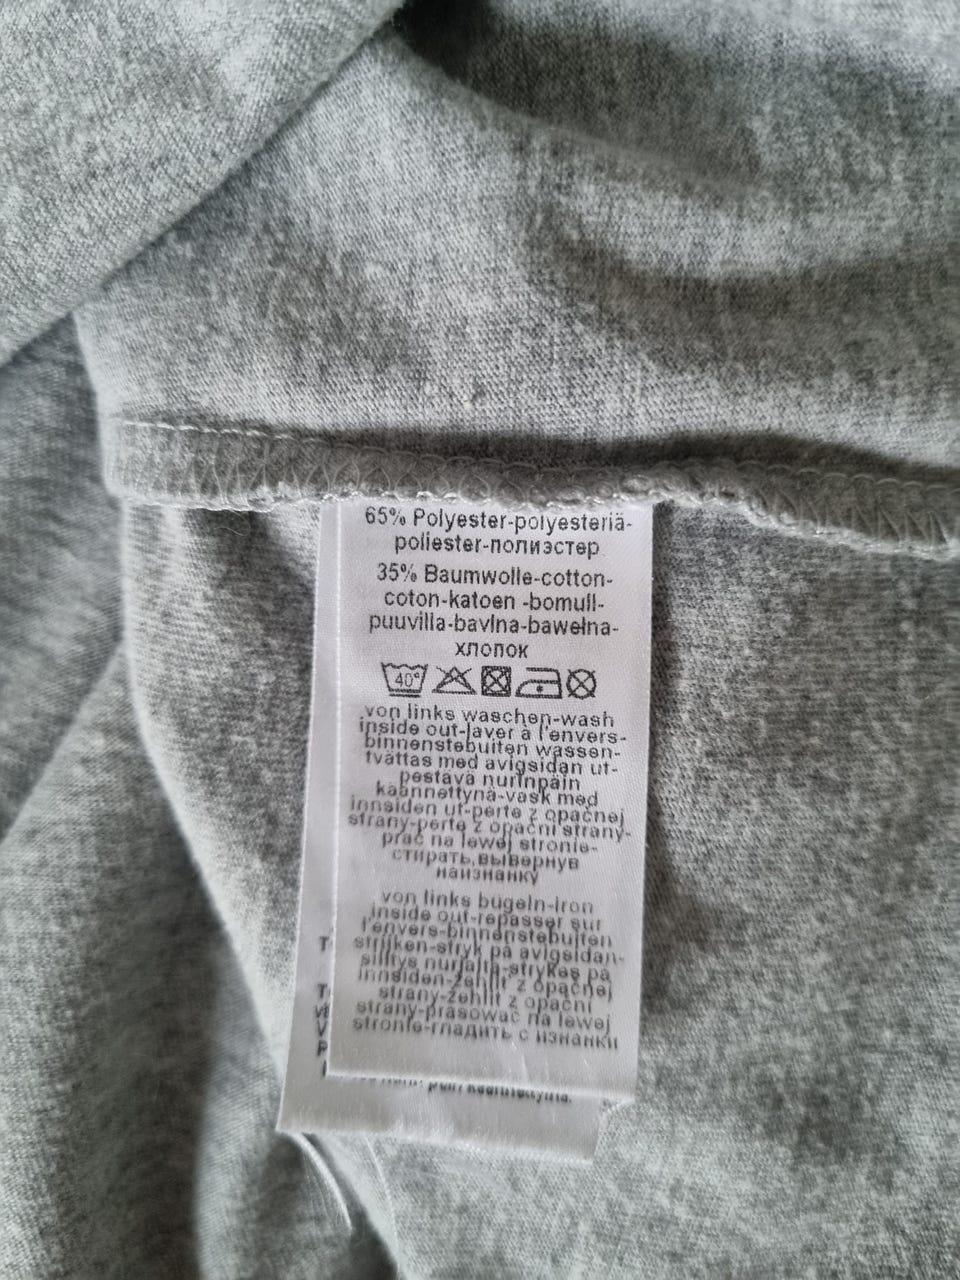 65% Polyester-polyesteriä-
poliester-полиэстер
35% Baumwolle-cotton-
coton-katoen -bomull-
puuvilla-bavlna-bawełna-
хлопок
40°
von links waschen-wash
inside out-laver à l'envers-
binnenstebuiten wassen-
tvättas med avigsidan ut-
pestävä nurinpäin
käännettynä-vask med
innsiden ut-perte z opačnej
strany-perte z opační strany-
prać na lewej stronie-
стирать,вывернув
наизнанку
von links bügeln-iron
inside out-repasser sur
l'envers-binnenstebuiten
strijken-stryk på avigsidan-
silitys nurjalta-strykes på
innsiden-žehlit z opačnej
strany-žehlit z opační
strany-prasować na lewej
stronie-гладить с изнанки